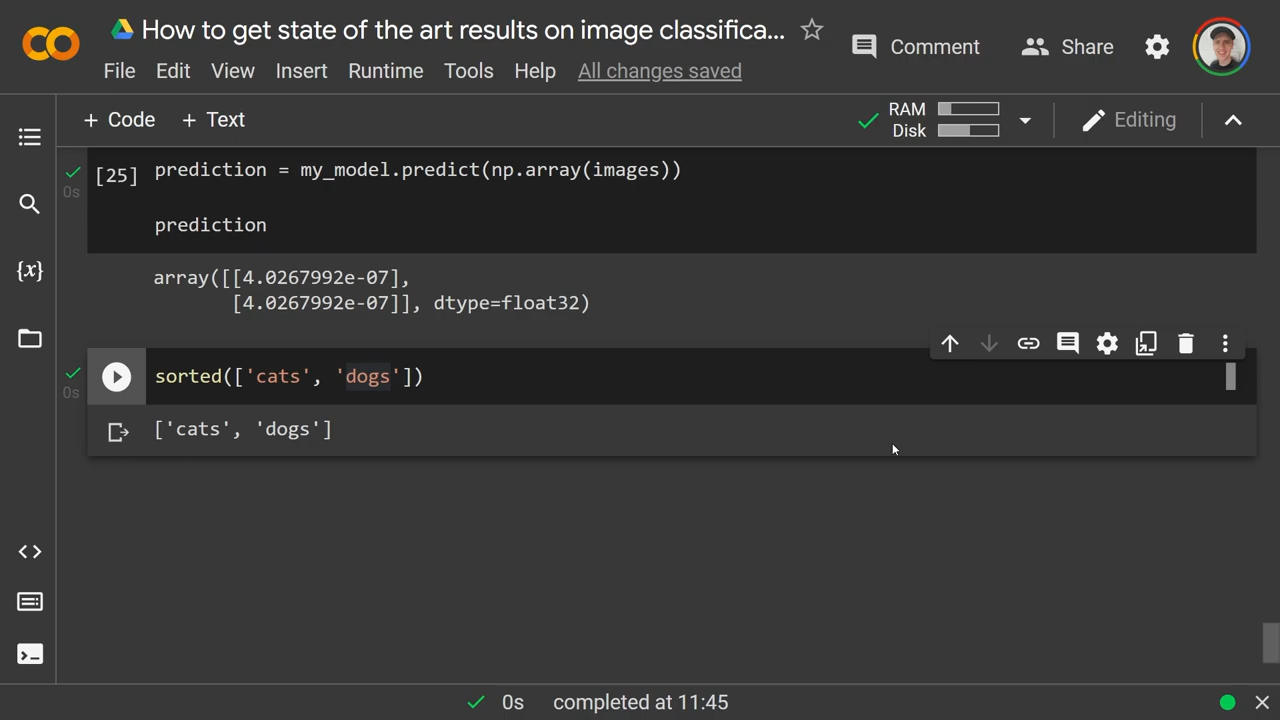 How to get state of the art results on image classifica...
Comment
Share
File Edit View Insert Runtime Tools Help All changes saved
+ Code + Text
RAM
Disk
Editing
[25]
0s
prediction = my_model.predict(np.array(images))
prediction
array([[4.0267992e-07],
[4.0267992e-07]], dtype=float32)
{x}
0s
sorted(['cats', 'dogs'])
['cats', 'dogs']
0s completed at 11:45